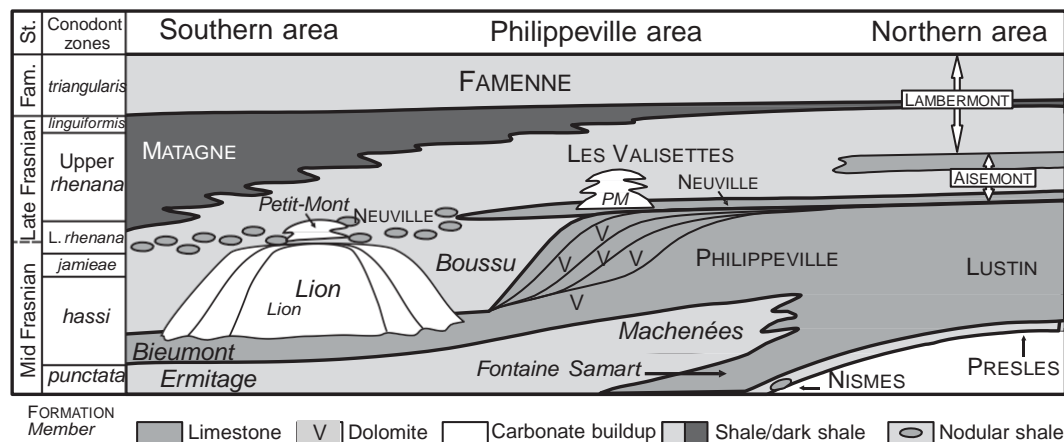 St.
Conodont
zones
Southern area
Philippeville area
Northern area
Fam.
triangularis
FAMENNE
LAMBERMONT
Late Frasnian
linguiformis
MATAGNE
Upper
rhenana
LES VALISETTES
AISEMONT
Petit-Mont
NEUVILLE
PM
NEUVILLE
L. rhenana
Mid Frasnian
jamieae
Boussu
V
V
V
V
V
V
PHILIPPEVILLE
LUSTIN
hassi
Lion
Lion
Machenées
Bieumont
punctata
Ermitage
Fontaine Samart
NISMES
PRESLES
FORMATION
Member
Limestone
V Dolomite
Carbonate buildup
Shale/dark shale
Nodular shale